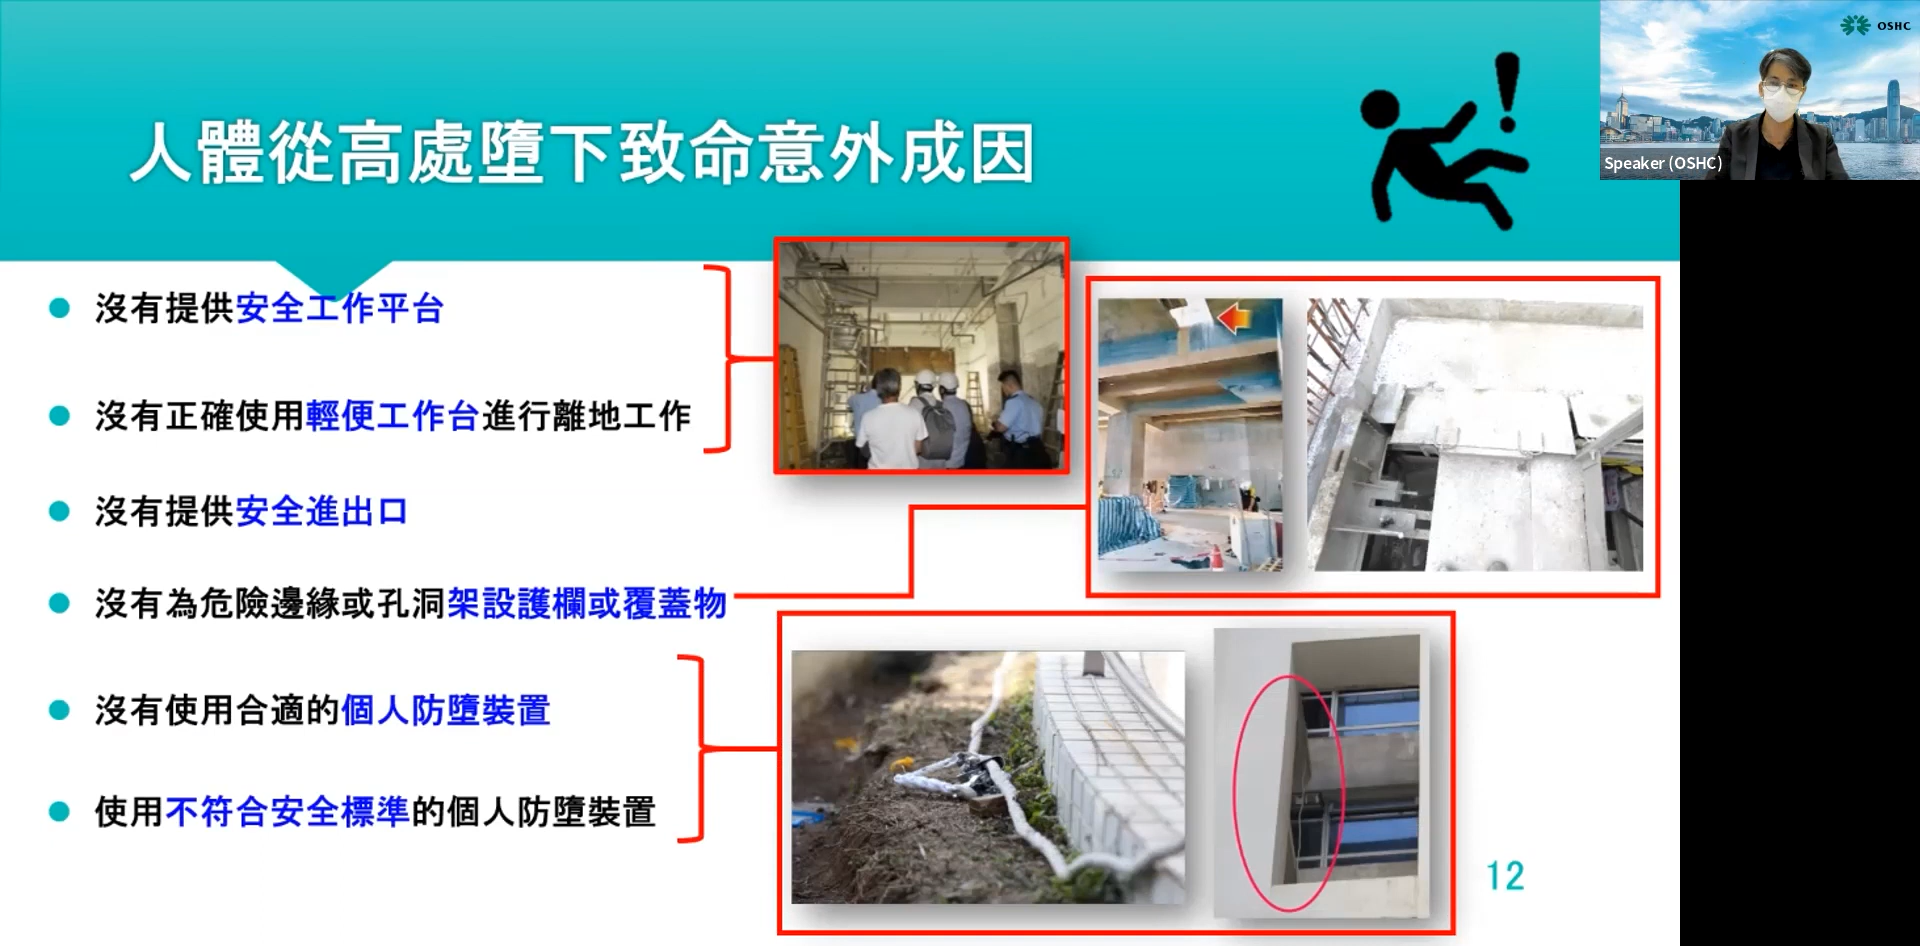 人體從高處墮下致命意外成因
OSHC
Speaker (OSHC)
沒有提供安全工作平台
沒有正確使用輕便工作台進行離地工作
沒有提供安全進出口
沒有為危險邊緣或孔洞架設護欄或覆蓋物
沒有使用合適的個人防墮裝置
使用不符合安全標準的個人防墮裝置
12